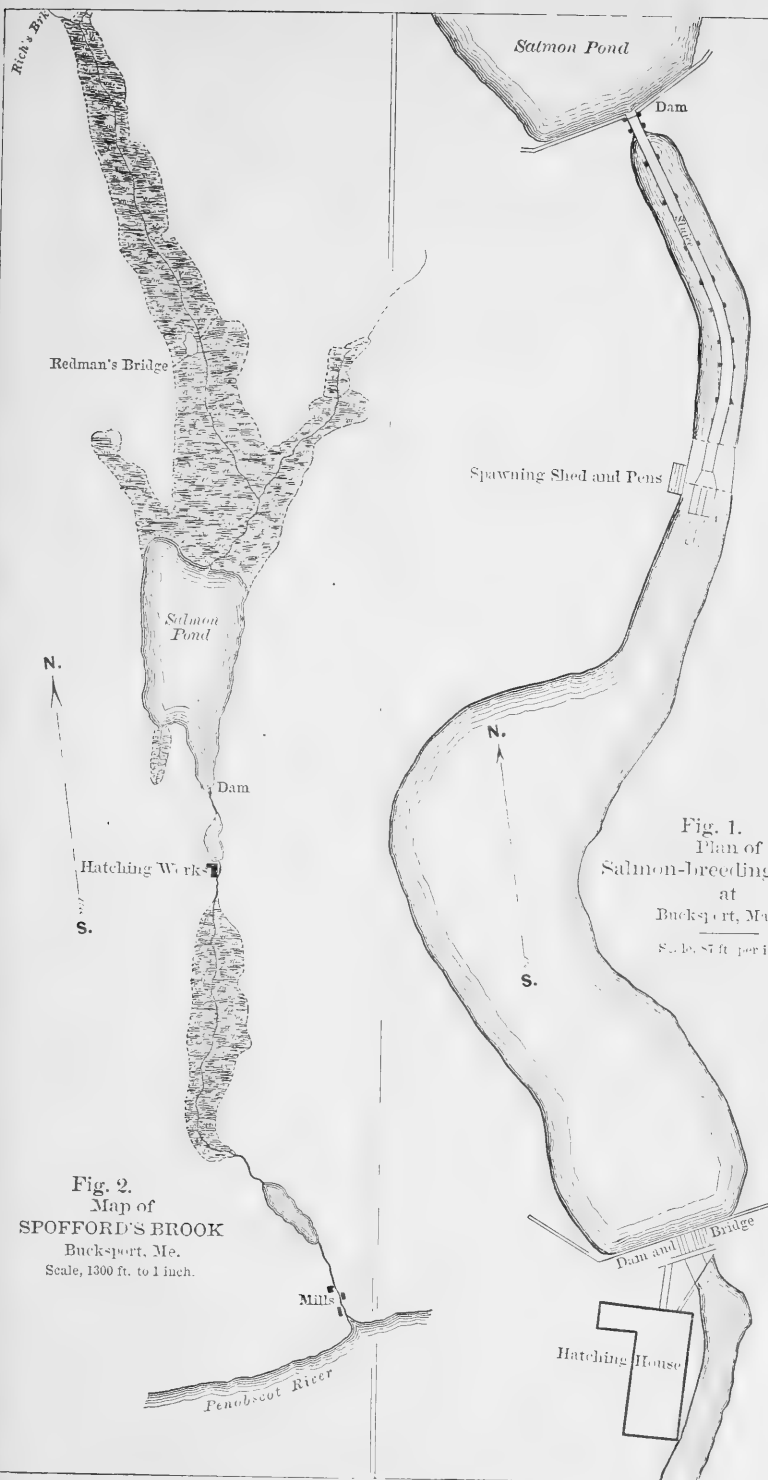 Rich's Brk
Redman's Bridge
Salmon
Pond
N.
S.
Dam
Hatching Works
Fig. 2.
Map of
SPOFFORD'S BROOK
Bucksport, Me.
Scale, 1300 ft. to 1 inch.
Mills
Penobscot River
Salmon Pond
Dam
Sluice
Spawning Shed and Pens
N.
S.
Fig. 1.
Plan of
Salmon-breeding
at
Bucksport,
ft. per
Dam and Bridge
Hatching House